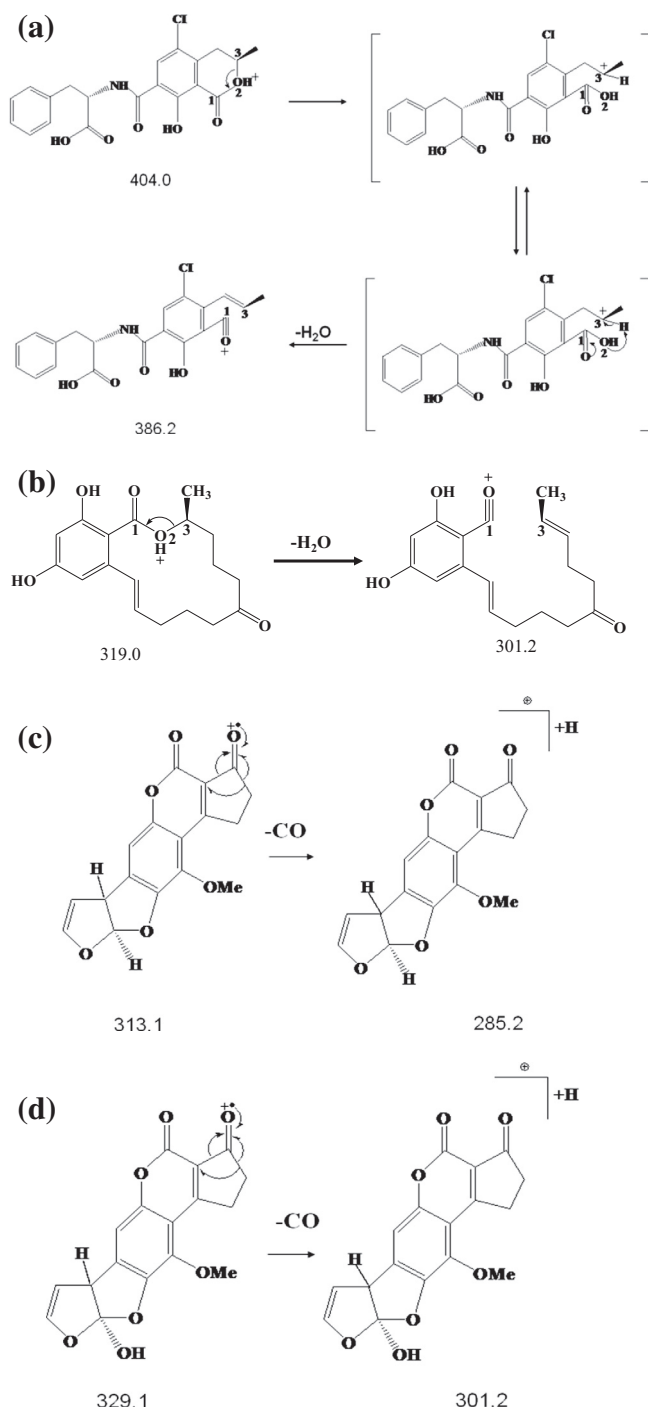 (a)
Cl
3
OH
+
1
2
NH
O
HO
O
HO
O
404.0
Cl
+
3
H
1
OH
2
NH
O
HO
O
HO
O
Cl
1
3
NH
O
+
HO
O
HO
O
386.2
-H₂O
Cl
+
3
H
1
OH
2
NH
O
HO
O
HO
O
(b)
OH
O
CH₃
1
O
2
3
H
+
HO
O
319.0
-H₂O
+
O
OH
H₃C
1
3
HO
O
301.2
(c)
O
+•
O
O
H
OMe
O
O
H
313.1
-CO
⊕
+H
O
O
O
H
OMe
O
O
H
285.2
(d)
O
+•
O
O
H
OMe
O
O
OH
329.1
-CO
⊕
+H
O
O
O
H
OMe
O
O
OH
301.2